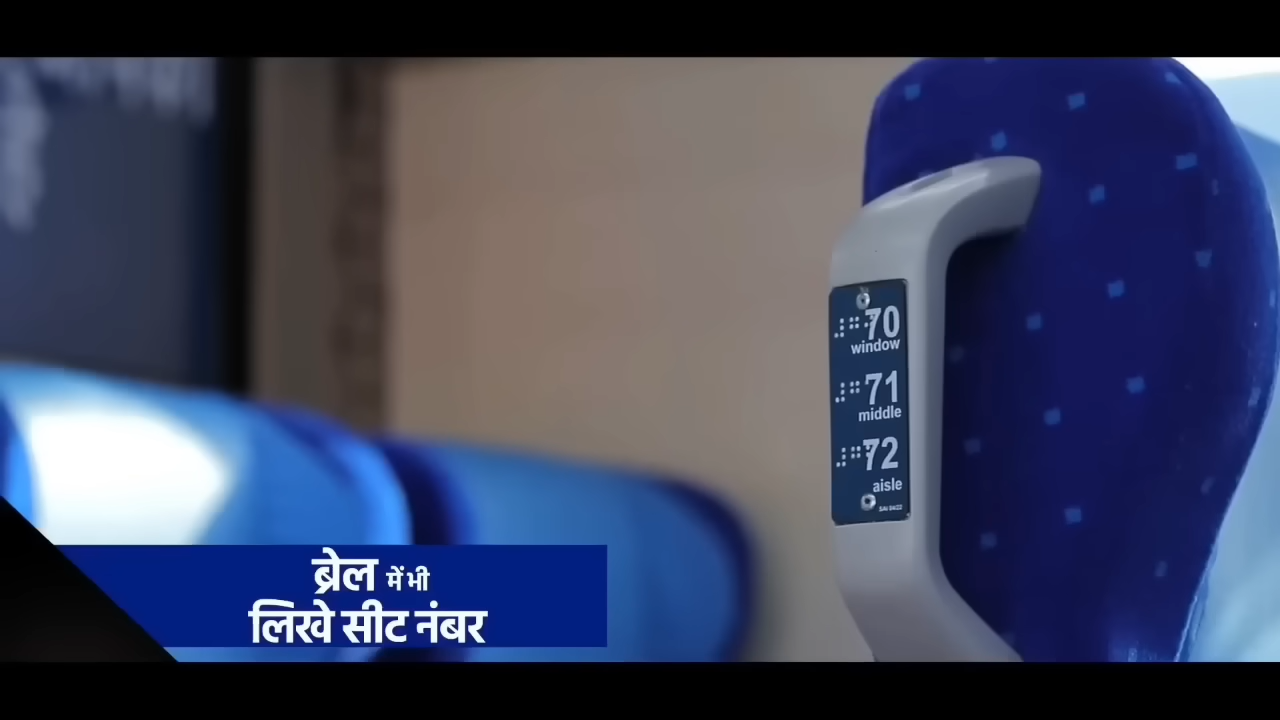 70
window
71
middle
72
aisle
ब्रेल में भी
लिखे सीट नंबर